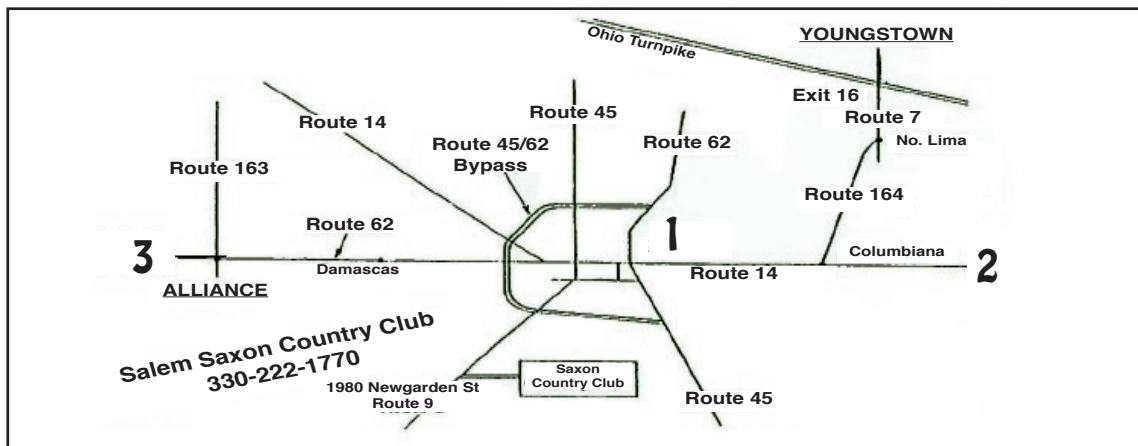 YOUNGSTOWN
Ohio Turnpike
Exit 16
Route 7
No. Lima
Route 14
Route 45
Route 45/62
Bypass
Route 62
Route 163
Route 164
1
Route 62
3
Damascas
Columbiana
2
Route 14
ALLIANCE
Salem Saxon Country Club
330-222-1770
1980 Newgarden St
Route 9
Saxon
Country Club
Route 45